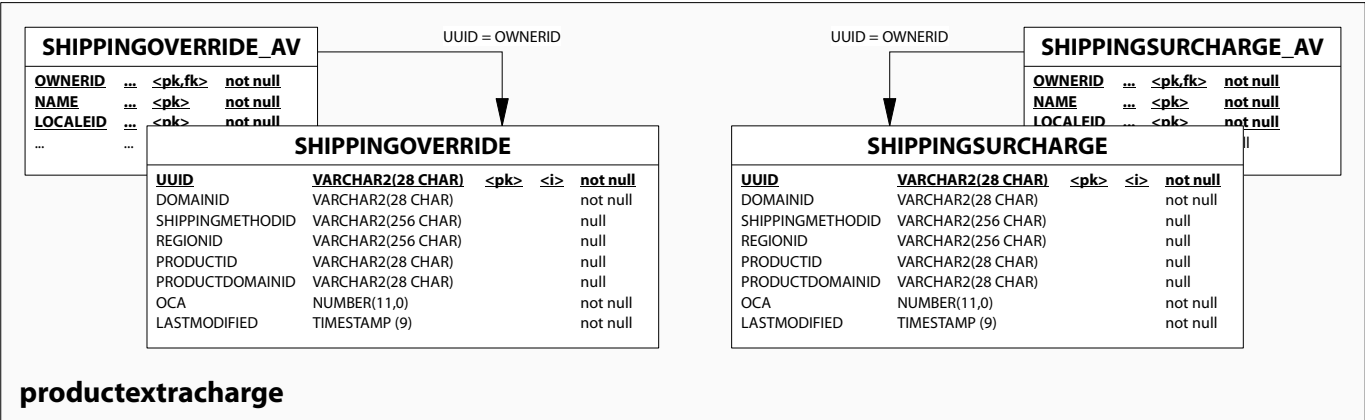 UUID = OWNERID
UUID = OWNERID
SHIPPINGOVERRIDE_AV
OWNERID ... <pk,fk> not null
NAME ... <pk> not null
LOCALEID ... <pk> not null
... ...
SHIPPINGSURCHARGE_AV
OWNERID ... <pk,fk> not null
NAME ... <pk> not null
LOCALEID ... <pk> not null
SHIPPINGOVERRIDE
UUID VARCHAR2(28 CHAR) <pk> <i> not null
DOMAINID VARCHAR2(28 CHAR) not null
SHIPPINGMETHODID VARCHAR2(256 CHAR) null
REGIONID VARCHAR2(256 CHAR) null
PRODUCTID VARCHAR2(28 CHAR) null
PRODUCTDOMAINID VARCHAR2(28 CHAR) null
OCA NUMBER(11,0) not null
LASTMODIFIED TIMESTAMP (9) not null
SHIPPINGSURCHARGE
UUID VARCHAR2(28 CHAR) <pk> <i> not null
DOMAINID VARCHAR2(28 CHAR) not null
SHIPPINGMETHODID VARCHAR2(256 CHAR) null
REGIONID VARCHAR2(256 CHAR) null
PRODUCTID VARCHAR2(28 CHAR) null
PRODUCTDOMAINID VARCHAR2(28 CHAR) null
OCA NUMBER(11,0) not null
LASTMODIFIED TIMESTAMP (9) not null
productextracharge